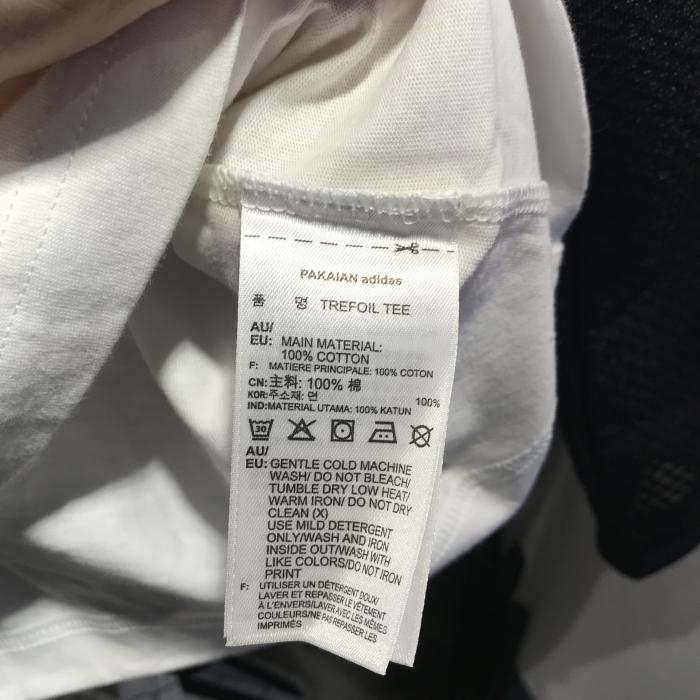 PAKAIAN adidas
품 명 TREFOIL TEE
AU/
EU: MAIN MATERIAL:
100% COTTON
F: MATIERE PRINCIPALE: 100% COTON
CN: 主料: 100% 棉
KOR: 주소재: 면 100%
IND: MATERIAL UTAMA: 100% KATUN
30
AU/
EU: GENTLE COLD MACHINE
WASH/ DO NOT BLEACH/
TUMBLE DRY LOW HEAT/
WARM IRON/ DO NOT DRY
CLEAN (X)
USE MILD DETERGENT
ONLY/WASH AND IRON
INSIDE OUT/WASH WITH
LIKE COLORS/DO NOT IRON
PRINT
F: UTILISER UN DÉTERGENT DOUX/
LAVER ET REPASSER LE VÊTEMENT
À L'ENVERS/LAVER AVEC LES MÊMES
COULEURS/NE PAS REPASSER LES
IMPRIMÉS